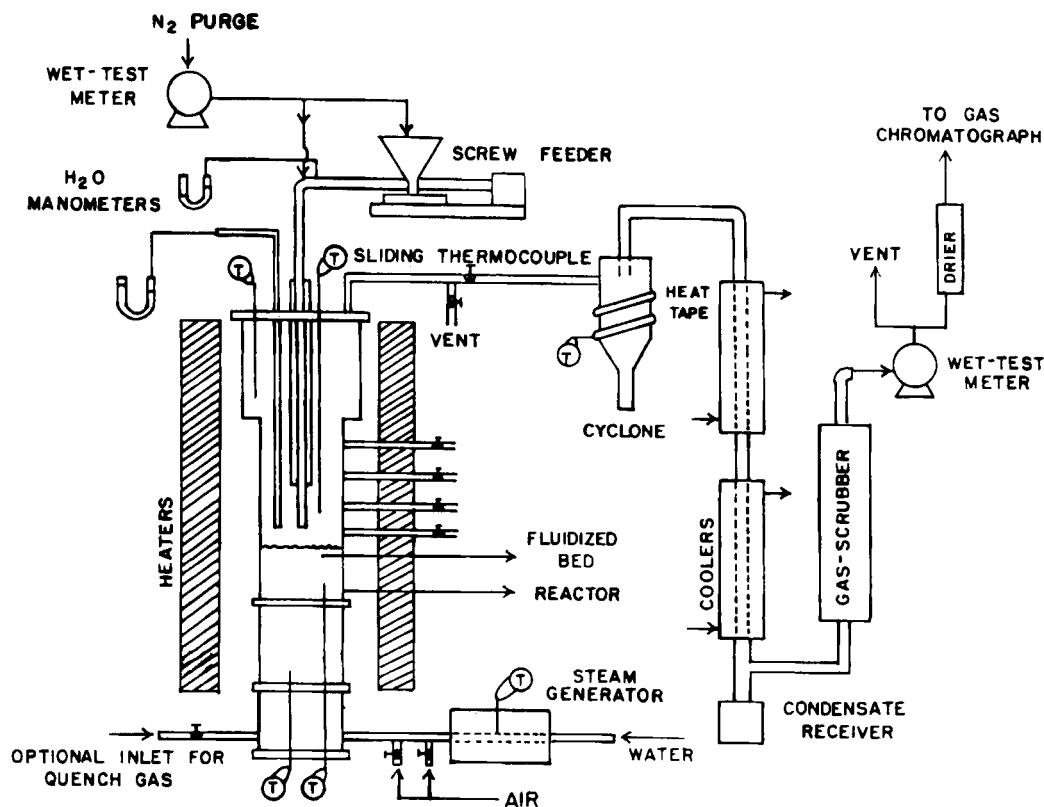 N₂ PURGE
WET-TEST
METER
H₂O
MANOMETERS
SCREW FEEDER
TO GAS
CHROMATOGRAPH
DRIER
VENT
WET-TEST
METER
T
T
SLIDING THERMOCOUPLE
VENT
T
HEAT
TAPE
CYCLONE
HEATERS
FLUIDIZED
BED
REACTOR
COOLERS
GAS-SCRUBBER
STEAM
GENERATOR
T
WATER
CONDENSATE
RECEIVER
OPTIONAL INLET FOR
QUENCH GAS
T
T
AIR